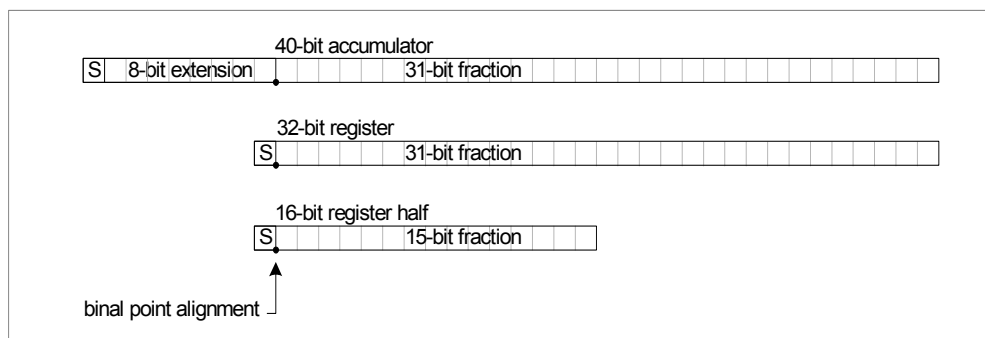 40-bit accumulator
S 8-bit extension 31-bit fraction
32-bit register
S 31-bit fraction
16-bit register half
S 15-bit fraction
binal point alignment